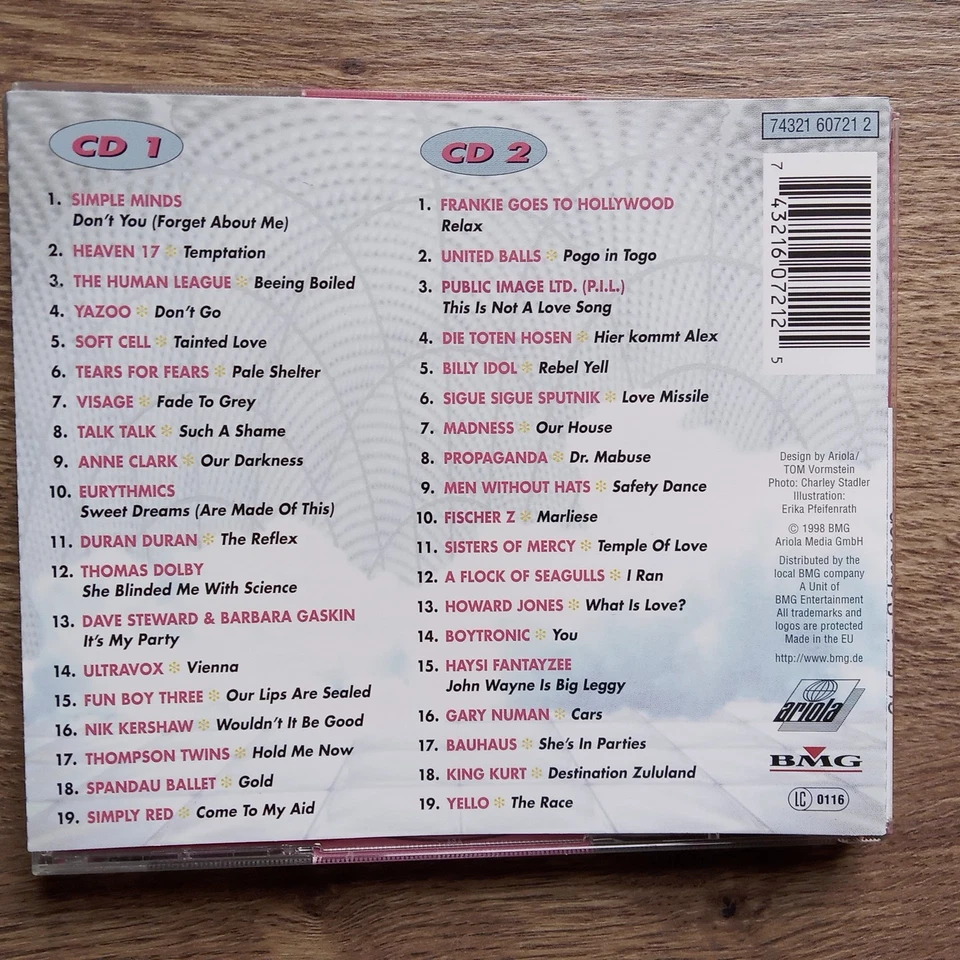 CD 1
1. SIMPLE MINDS
Don't You (Forget About Me)
2. HEAVEN 17 ✻ Temptation
3. THE HUMAN LEAGUE ✻ Beeing Boiled
4. YAZOO ✻ Don't Go
5. SOFT CELL ✻ Tainted Love
6. TEARS FOR FEARS ✻ Pale Shelter
7. VISAGE ✻ Fade To Grey
8. TALK TALK ✻ Such A Shame
9. ANNE CLARK ✻ Our Darkness
10. EURYTHMICS
Sweet Dreams (Are Made Of This)
11. DURAN DURAN ✻ The Reflex
12. THOMAS DOLBY
She Blinded Me With Science
13. DAVE STEWARD & BARBARA GASKIN
It's My Party
14. ULTRAVOX ✻ Vienna
15. FUN BOY THREE ✻ Our Lips Are Sealed
16. NIK KERSHAW ✻ Wouldn't It Be Good
17. THOMPSON TWINS ✻ Hold Me Now
18. SPANDAU BALLET ✻ Gold
19. SIMPLY RED ✻ Come To My Aid
CD 2
1. FRANKIE GOES TO HOLLYWOOD
Relax
2. UNITED BALLS ✻ Pogo in Togo
3. PUBLIC IMAGE LTD. (P.I.L.)
This Is Not A Love Song
4. DIE TOTEN HOSEN ✻ Hier kommt Alex
5. BILLY IDOL ✻ Rebel Yell
6. SIGUE SIGUE SPUTNIK ✻ Love Missile
7. MADNESS ✻ Our House
8. PROPAGANDA ✻ Dr. Mabuse
9. MEN WITHOUT HATS ✻ Safety Dance
10. FISCHER Z ✻ Marliese
11. SISTERS OF MERCY ✻ Temple Of Love
12. A FLOCK OF SEAGULLS ✻ I Ran
13. HOWARD JONES ✻ What Is Love?
14. BOYTRONIC ✻ You
15. HAYSI FANTAYZEE
John Wayne Is Big Leggy
16. GARY NUMAN ✻ Cars
17. BAUHAUS ✻ She's In Parties
18. KING KURT ✻ Destination Zululand
19. YELLO ✻ The Race
74321 60721 2
7 43216 07212 5
Design by Ariola/
TOM Vormstein
Photo: Charley Stadler
Illustration:
Erika Pfeifenrath
© 1998 BMG
Ariola Media GmbH
Distributed by the
local BMG company
A Unit of
BMG Entertainment
All trademarks and
logos are protected
Made in the EU
http://www.bmg.de
ariola
BMG
LC 0116